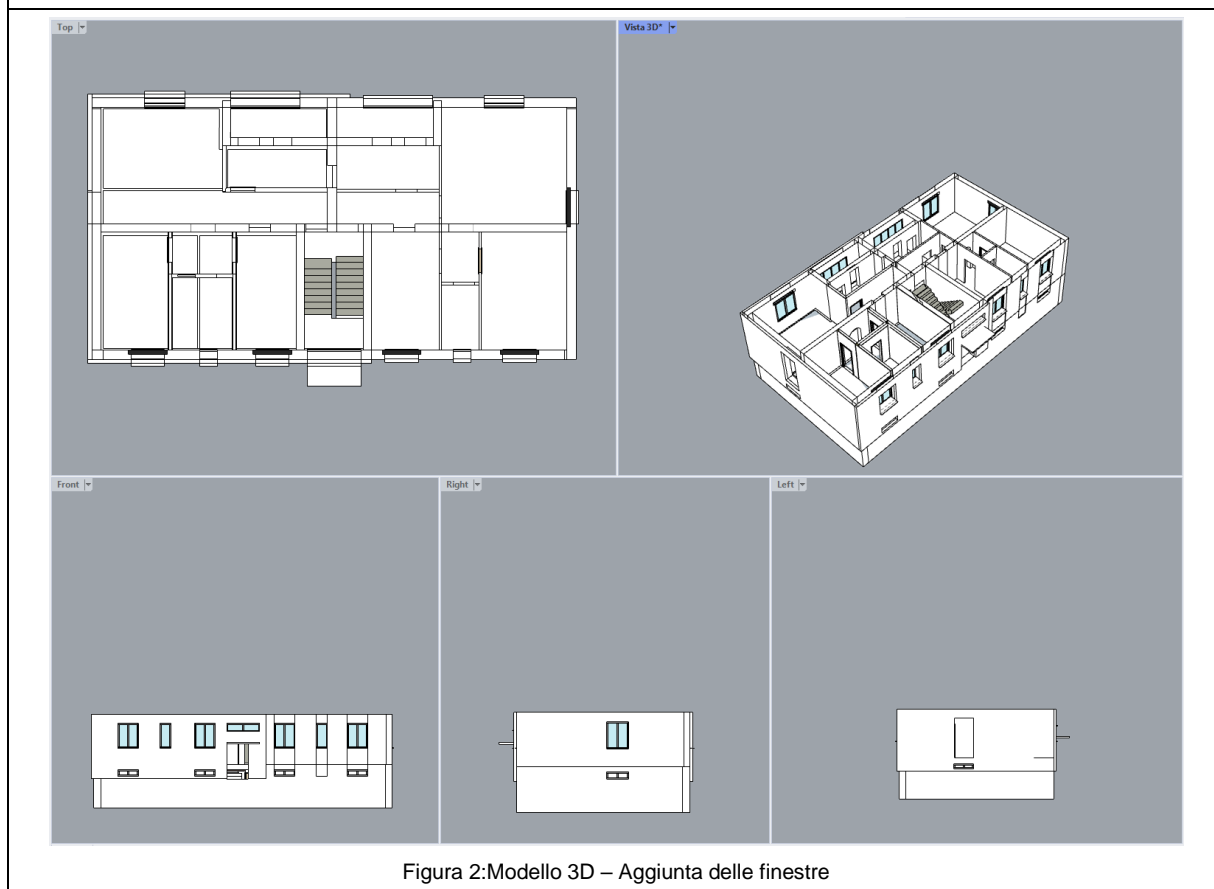 Top
Vista 3D*
Front
Right
Left
Figura 2:Modello 3D – Aggiunta delle finestre